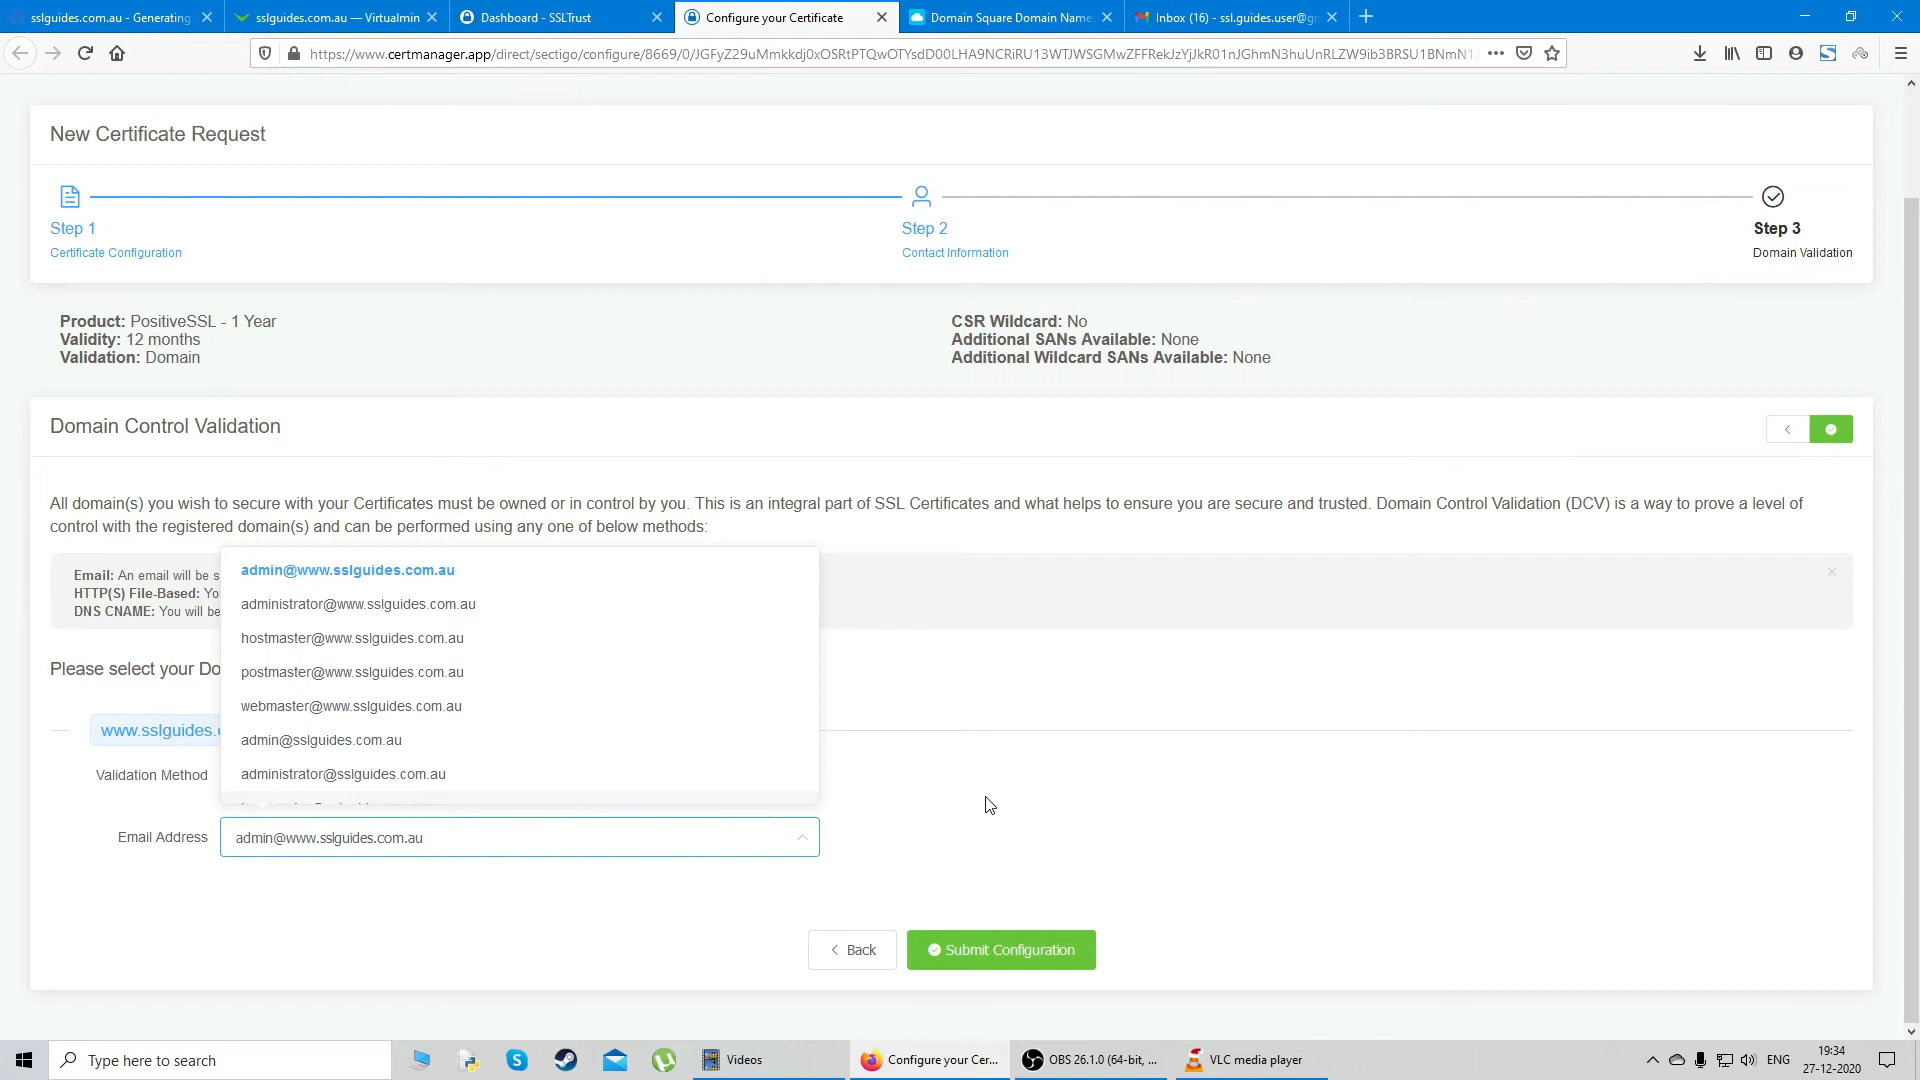 sslguides.com.au - Generating
sslguides.com.au — Virtualmin
Dashboard - SSLTrust
Configure your Certificate
Domain Square Domain Name
Inbox (16) - ssl.guides.user@gm
New Certificate Request
Step 1
Certificate Configuration
Step 2
Contact Information
Step 3
Domain Validation
Product: PositiveSSL - 1 Year
Validity: 12 months
Validation: Domain
CSR Wildcard: No
Additional SANs Available: None
Additional Wildcard SANs Available: None
Domain Control Validation
All domain(s) you wish to secure with your Certificates must be owned or in control by you. This is an integral part of SSL Certificates and what helps to ensure you are secure and trusted. Domain Control Validation (DCV) is a way to prove a level of
control with the registered domain(s) and can be performed using any one of below methods:
Email: An email will be s
HTTP(S) File-Based: Yo
DNS CNAME: You will be
admin@www.sslguides.com.au
administrator@www.sslguides.com.au
hostmaster@www.sslguides.com.au
postmaster@www.sslguides.com.au
webmaster@www.sslguides.com.au
admin@sslguides.com.au
administrator@sslguides.com.au
Please select your Do
www.sslguides.c
Validation Method
Email Address
admin@www.sslguides.com.au
Back
Submit Configuration
Type here to search
Videos
Configure your Cer...
OBS 26.1.0 (64-bit, ...
VLC media player
ENG
19:34
27-12-2020